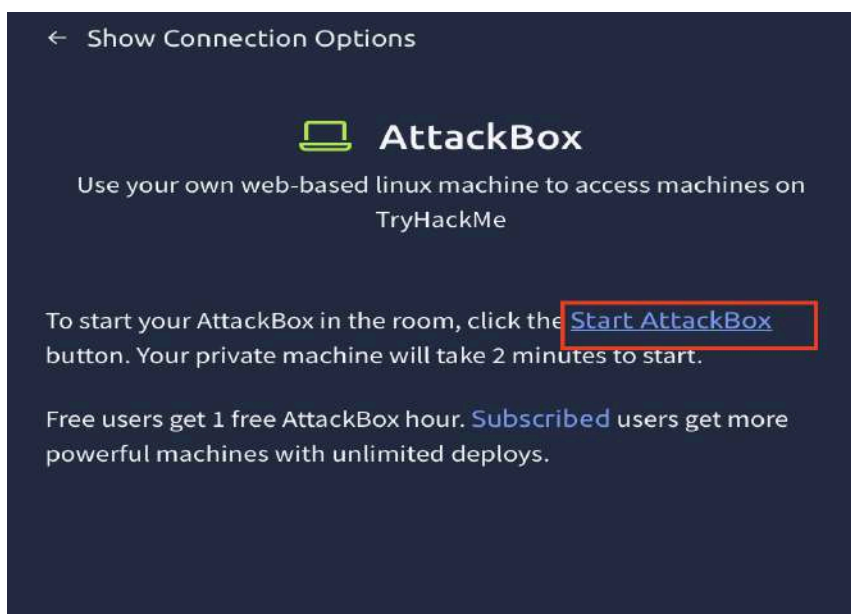 ← Show Connection Options
AttackBox
Use your own web-based linux machine to access machines on
TryHackMe
To start your AttackBox in the room, click the Start AttackBox
button. Your private machine will take 2 minutes to start.
Free users get 1 free AttackBox hour. Subscribed users get more
powerful machines with unlimited deploys.